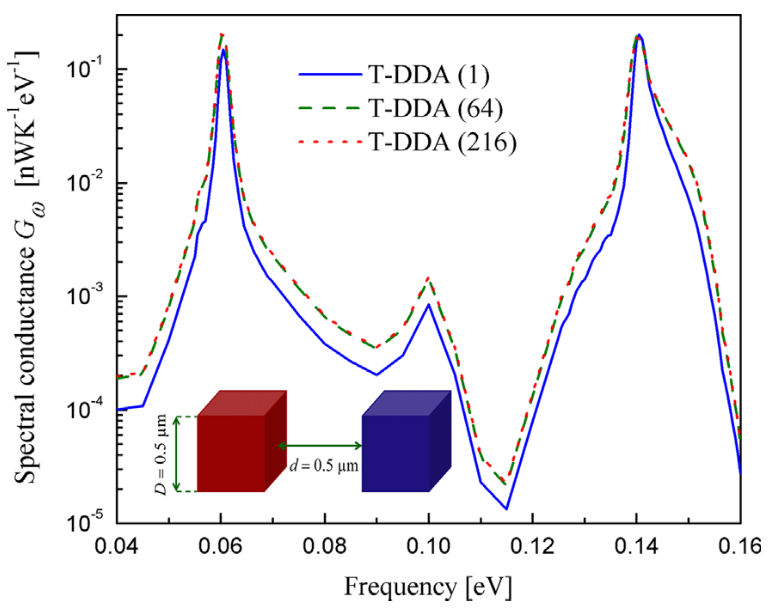 Spectral conductance G_ω [nWK⁻¹eV⁻¹]
10⁻¹
10⁻²
10⁻³
10⁻⁴
10⁻⁵
T-DDA (1)
T-DDA (64)
T-DDA (216)
D = 0.5 μm
d = 0.5 μm
0.04 0.06 0.08 0.10 0.12 0.14 0.16
Frequency [eV]